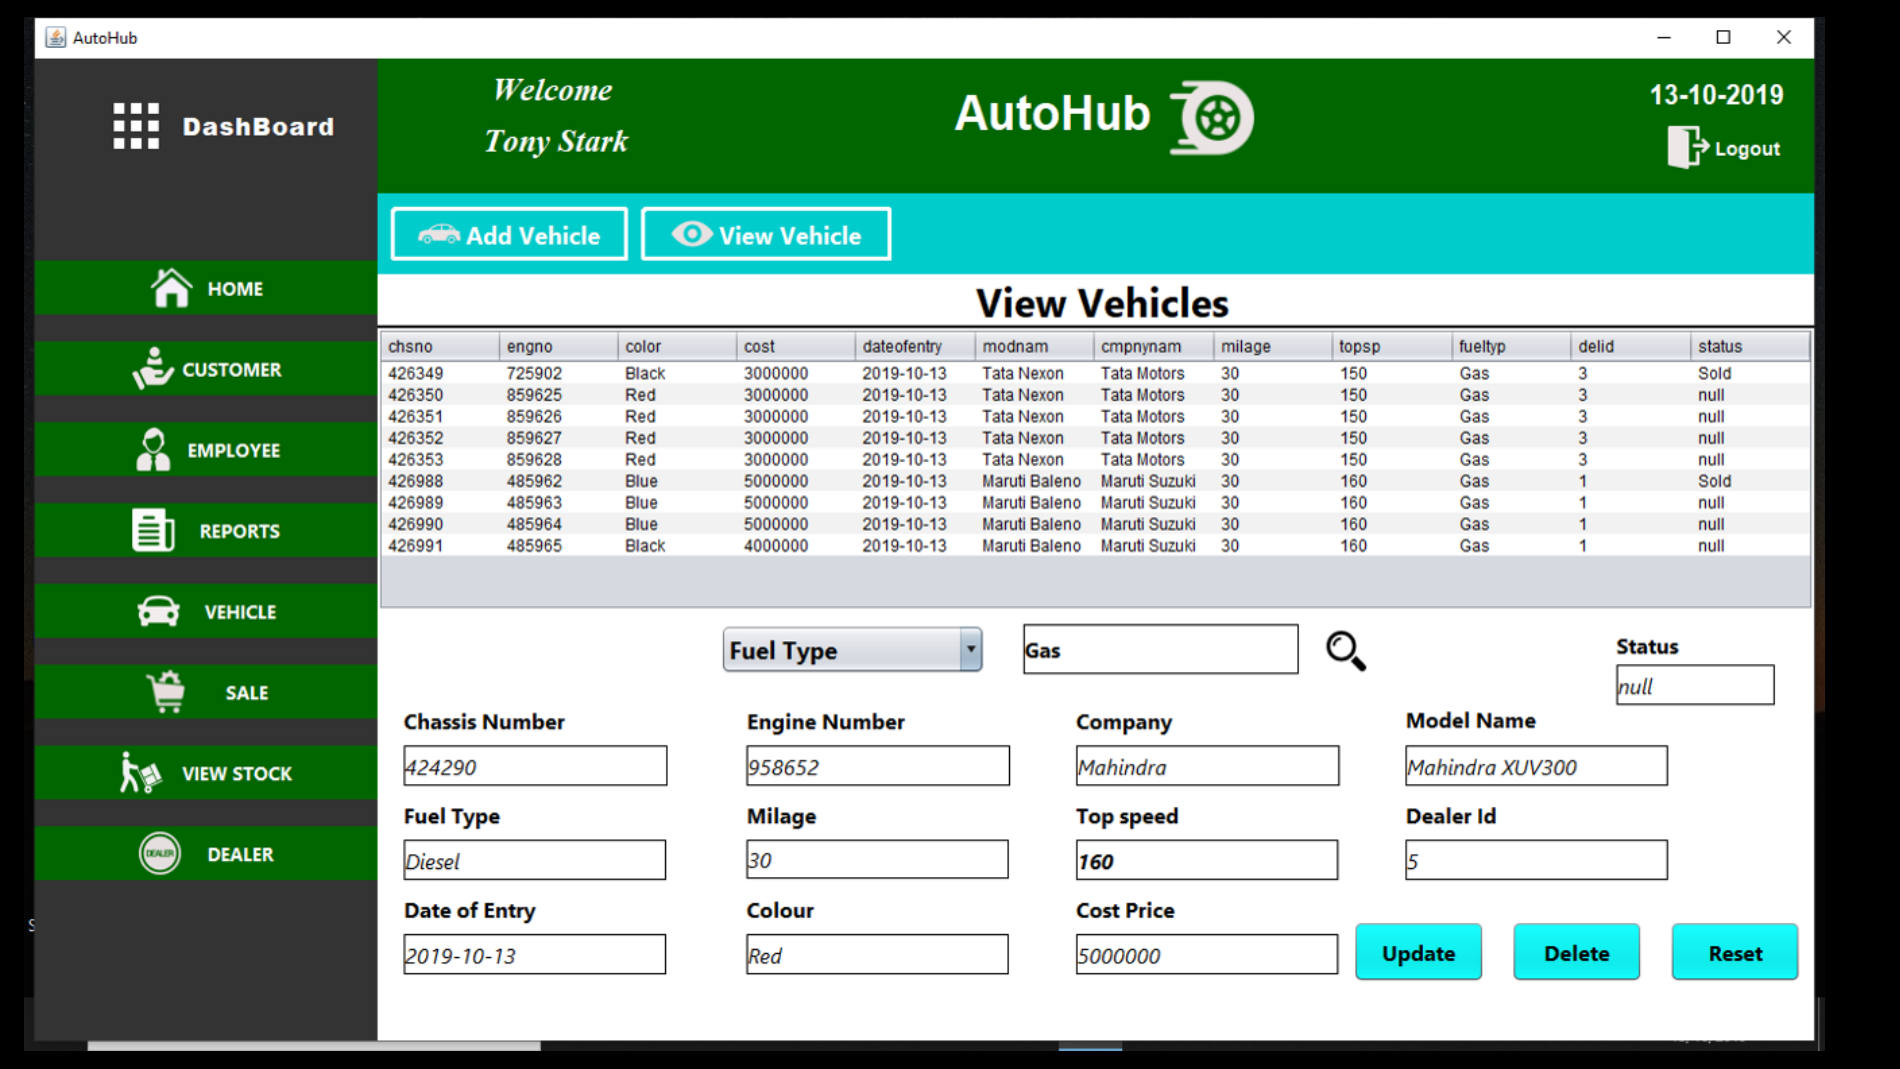 AutoHub
DashBoard
Welcome
Tony Stark
AutoHub
13-10-2019
Logout
Add Vehicle
View Vehicle
HOME
CUSTOMER
EMPLOYEE
REPORTS
VEHICLE
SALE
VIEW STOCK
DEALER
DEALER
View Vehicles
chsno engno color cost dateofentry modnam cmpnynam milage topsp fueltyp delid status
426349 725902 Black 3000000 2019-10-13 Tata Nexon Tata Motors 30 150 Gas 3 Sold
426350 859625 Red 3000000 2019-10-13 Tata Nexon Tata Motors 30 150 Gas 3 null
426351 859626 Red 3000000 2019-10-13 Tata Nexon Tata Motors 30 150 Gas 3 null
426352 859627 Red 3000000 2019-10-13 Tata Nexon Tata Motors 30 150 Gas 3 null
426353 859628 Red 3000000 2019-10-13 Tata Nexon Tata Motors 30 150 Gas 3 null
426988 485962 Blue 5000000 2019-10-13 Maruti Baleno Maruti Suzuki 30 160 Gas 1 Sold
426989 485963 Blue 5000000 2019-10-13 Maruti Baleno Maruti Suzuki 30 160 Gas 1 null
426990 485964 Blue 5000000 2019-10-13 Maruti Baleno Maruti Suzuki 30 160 Gas 1 null
426991 485965 Black 4000000 2019-10-13 Maruti Baleno Maruti Suzuki 30 160 Gas 1 null
Fuel Type
Gas
Status
null
Chassis Number Engine Number Company Model Name
424290 958652 Mahindra Mahindra XUV300
Fuel Type Milage Top speed Dealer Id
Diesel 30 160 5
Date of Entry Colour Cost Price
2019-10-13 Red 5000000
Update Delete Reset